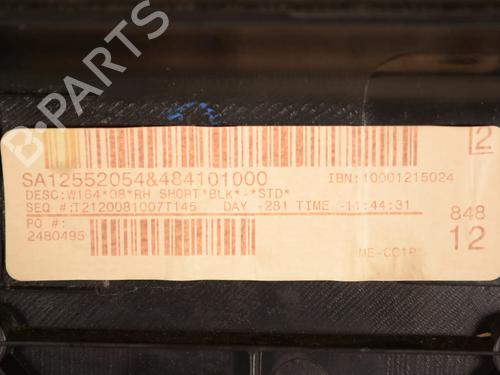 2
SA12552054&484101000 IBN:10001215024
DESC:W164*08*RH SHORT*BLK*-*STD*
SEQ #:T2120081007T145 DAY -281 TIME -11:44:31
PO #: 848
2480495 12
ME-CC1P
B-PARTS